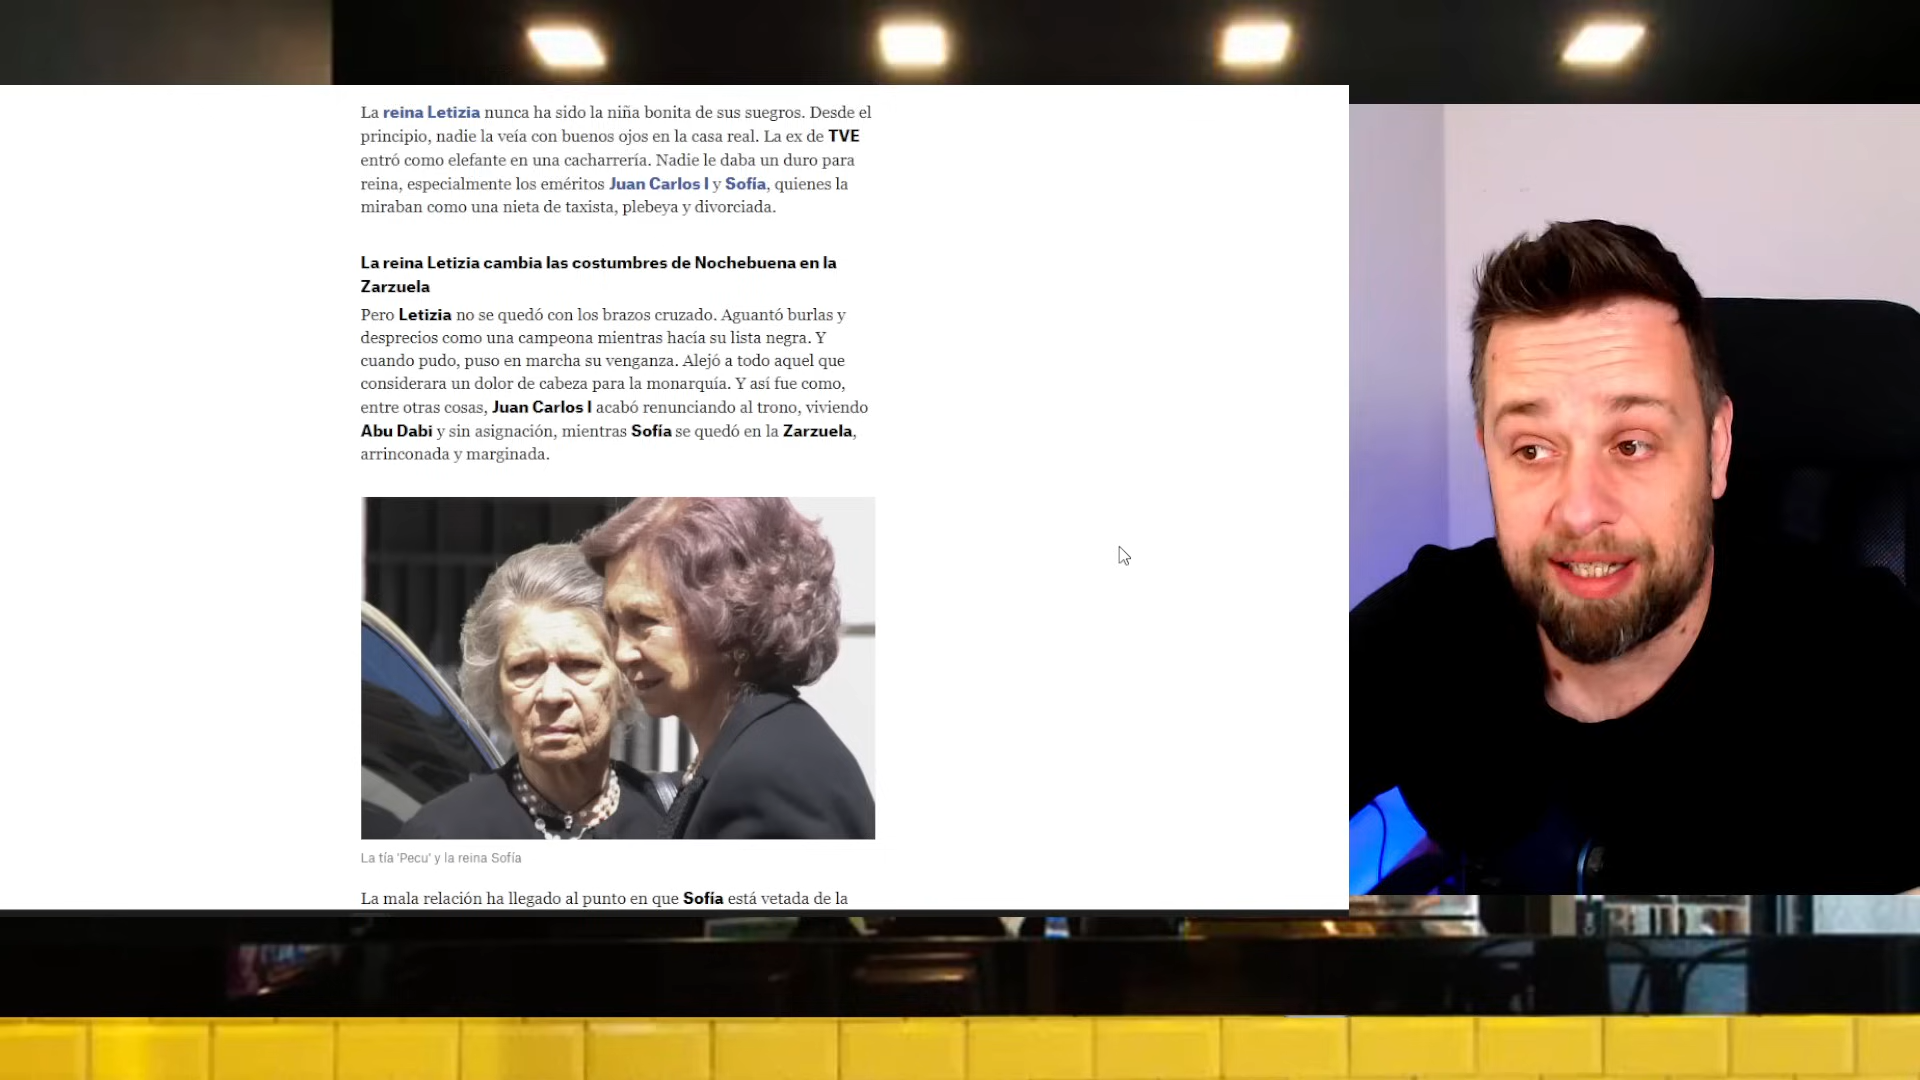 La reina Letizia nunca ha sido la niña bonita de sus suegros. Desde el
principio, nadie la veía con buenos ojos en la casa real. La ex de TVE
entró como elefante en una cacharrería. Nadie le daba un duro para
reina, especialmente los eméritos Juan Carlos I y Sofía, quienes la
miraban como una nieta de taxista, plebeya y divorciada.
La reina Letizia cambia las costumbres de Nochebuena en la
Zarzuela
Pero Letizia no se quedó con los brazos cruzado. Aguantó burlas y
desprecios como una campeona mientras hacía su lista negra. Y
cuando pudo, puso en marcha su venganza. Alejó a todo aquel que
considerara un dolor de cabeza para la monarquía. Y así fue como,
entre otras cosas, Juan Carlos I acabó renunciando al trono, viviendo
Abu Dabi y sin asignación, mientras Sofía se quedó en la Zarzuela,
arrinconada y marginada.
La tía 'Pecu' y la reina Sofía
La mala relación ha llegado al punto en que Sofía está vetada de la